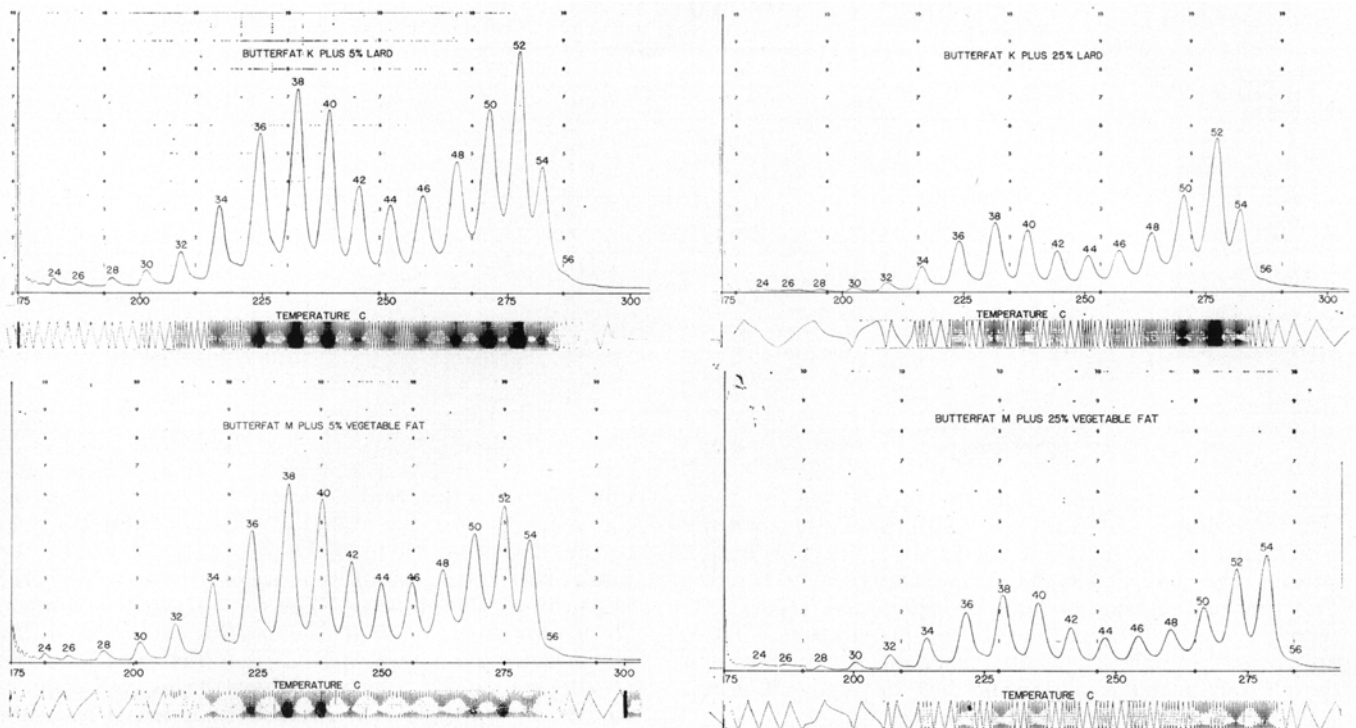 BUTTERFAT K PLUS 5% LARD
24 26 28 30 32 34 36 38 40 42 44 46 48 50 52 54 56
175 200 225 250 275 300
TEMPERATURE C
BUTTERFAT K PLUS 25% LARD
24 26 28 30 32 34 36 38 40 42 44 46 48 50 52 54 56
175 200 225 250 275 300
TEMPERATURE C
BUTTERFAT M PLUS 5% VEGETABLE FAT
24 26 28 30 32 34 36 38 40 42 44 46 48 50 52 54 56
175 200 225 250 275 300
TEMPERATURE C
BUTTERFAT M PLUS 25% VEGETABLE FAT
24 26 28 30 32 34 36 38 40 42 44 46 48 50 52 54 56
175 200 225 250 275
TEMPERATURE C